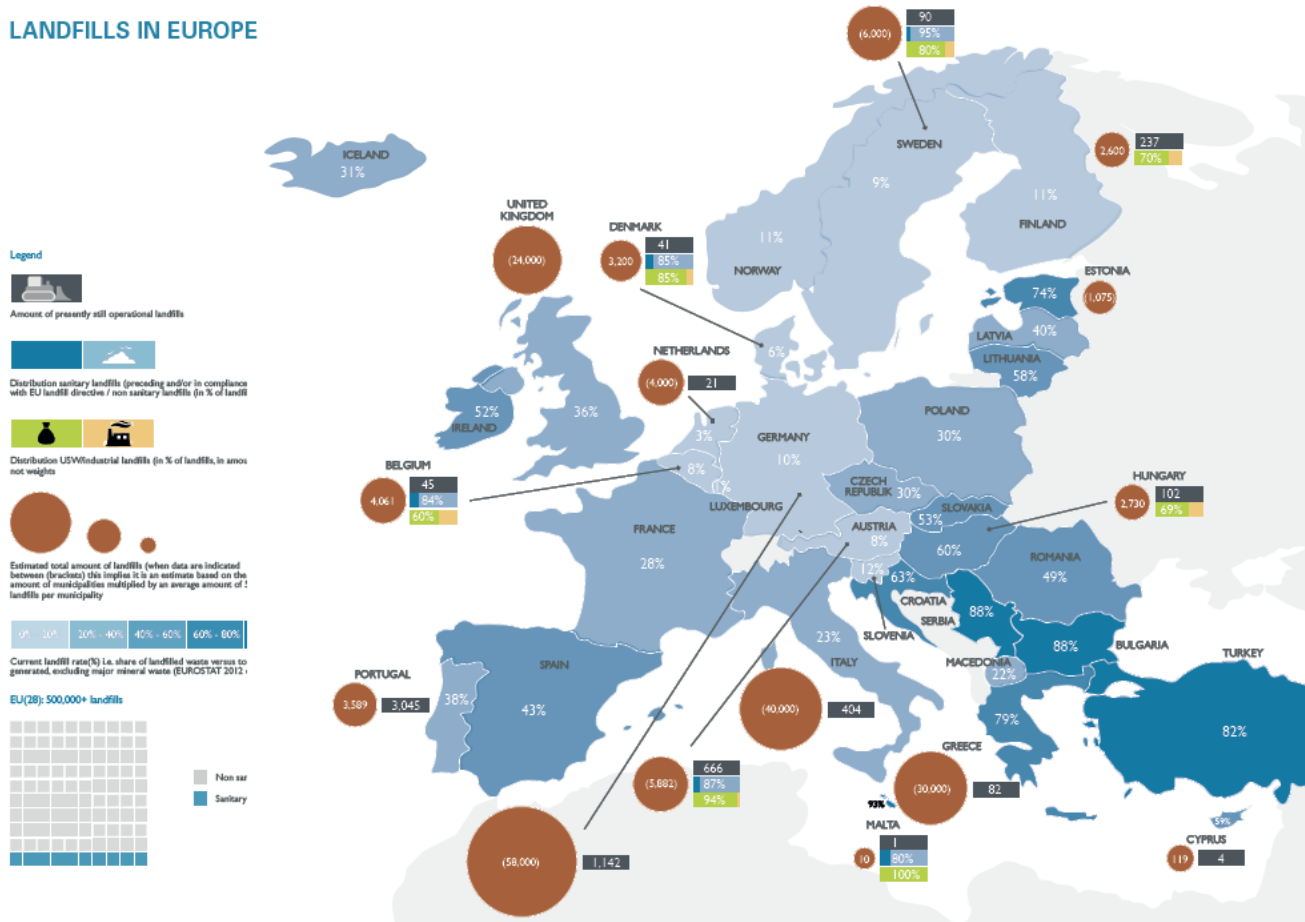 LANDFILLS IN EUROPE
Legend
Amount of presently still operational landfills
Distribution sanitary landfills (preceding and/or in compliance
with EU landfill directive / non sanitary landfills (in % of landfil
Distribution USW/industrial landfills (in % of landfills, in amou
not weights
Estimated total amount of landfills (when data are indicated
between (brackets) this implies it is an estimate based on the
amount of municipalities multiplied by an average amount of
landfills per municipality
0% - 20%
20% - 40%
40% - 60%
60% - 80%
Current landfill rate(%) i.e. share of landfilled waste versus to
generated, excluding major mineral waste (EUROSTAT 2012
EU(28): 500,000+ landfills
Non sar
Sanitary
(6,000)
90
95%
80%
SWEDEN
9%
ICELAND
31%
2,600
237
70%
11%
FINLAND
UNITED
KINGDOM
(24,000)
36%
DENMARK
3,200
41
85%
85%
6%
11%
NORWAY
ESTONIA
74%
(1,075)
LATVIA
40%
LITHUANIA
58%
NETHERLANDS
(4,000)
21
3%
52%
IRELAND
POLAND
30%
GERMANY
10%
BELGIUM
4,061
45
84%
60%
8%
(1%
LUXEMBOURG
CZECH
REPUBLIK
30%
HUNGARY
2,730
102
69%
SLOVAKIA
53%
60%
AUSTRIA
8%
FRANCE
28%
ROMANIA
49%
12%
63%
CROATIA
SERBIA
88%
SLOVENIA
88%
BULGARIA
23%
ITALY
MACEDONIA
22%
TURKEY
82%
SPAIN
43%
PORTUGAL
3,589
3,045
38%
79%
(40,000)
404
GREECE
(30,000)
82
(5,882)
666
87%
94%
93%
MALTA
10
1
80%
100%
59%
CYPRUS
119
4
(58,000)
1,142